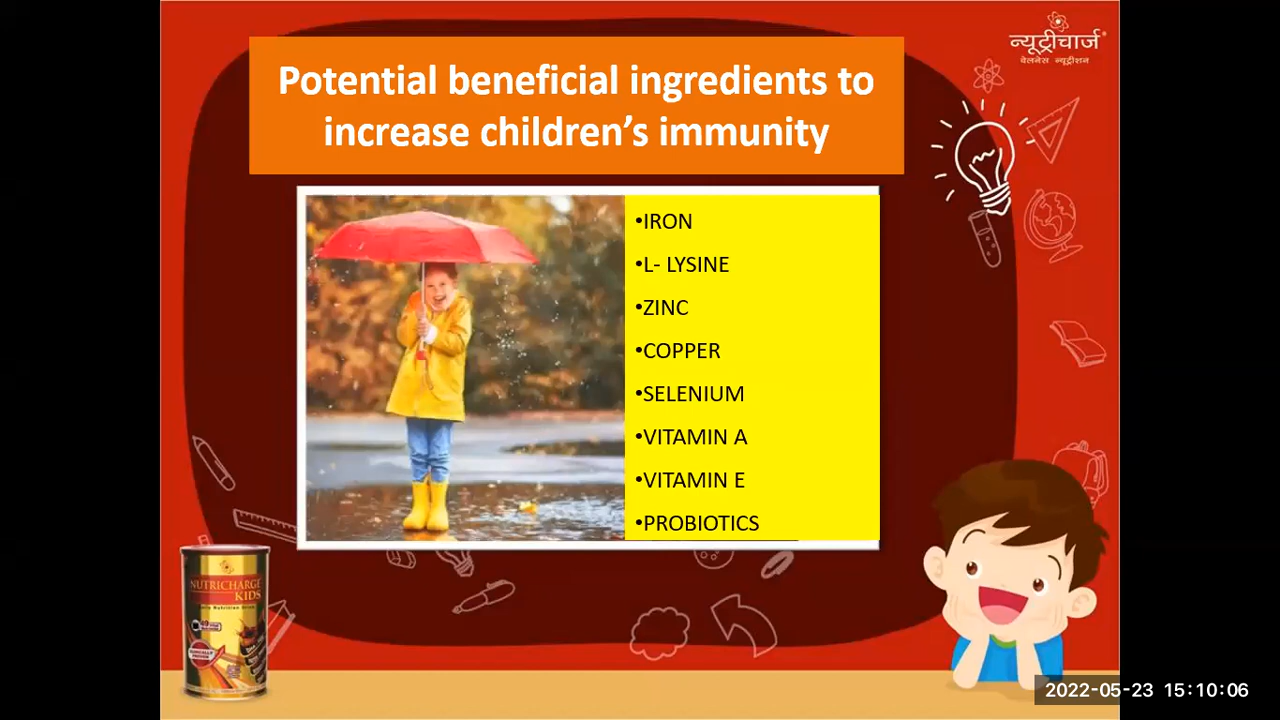 न्यूट्रीचार्ज®
वेलनेस न्यूट्रीशन
Potential beneficial ingredients to
increase children’s immunity
•IRON
•L- LYSINE
•ZINC
•COPPER
•SELENIUM
•VITAMIN A
•VITAMIN E
•PROBIOTICS
NUTRICHARGE
KIDS
2022-05-23 15:10:06